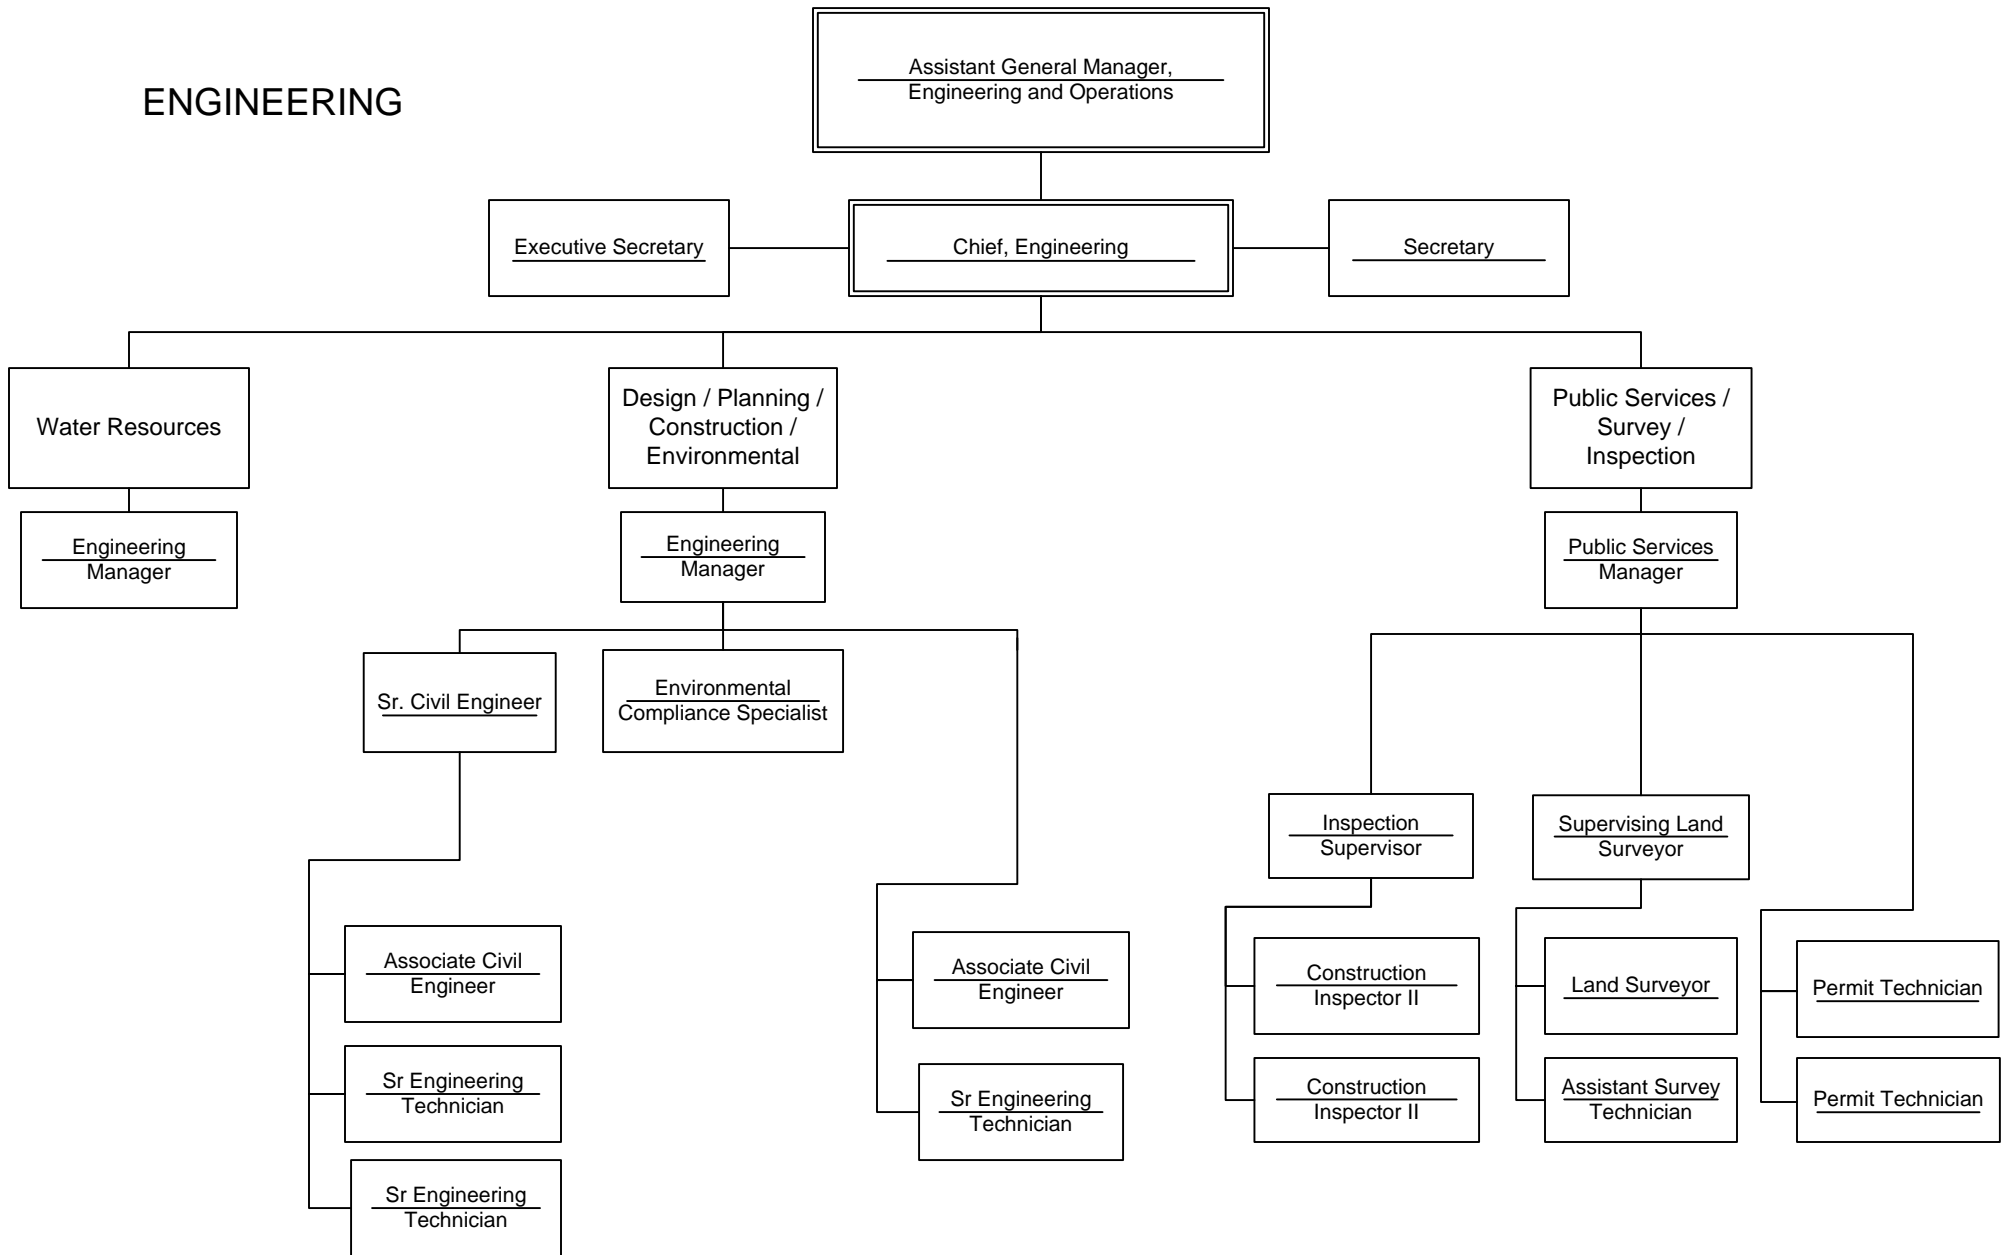 ENGINEERING
Assistant General Manager,
Engineering and Operations
Executive Secretary
Chief, Engineering
Secretary
Water Resources
Design / Planning /
Construction /
Environmental
Public Services /
Survey /
Inspection
Engineering
Manager
Engineering
Manager
Public Services
Manager
Sr. Civil Engineer
Environmental
Compliance Specialist
Inspection
Supervisor
Supervising Land
Surveyor
Associate Civil
Engineer
Associate Civil
Engineer
Construction
Inspector II
Land Surveyor
Permit Technician
Sr Engineering
Technician
Sr Engineering
Technician
Construction
Inspector II
Assistant Survey
Technician
Permit Technician
Sr Engineering
Technician